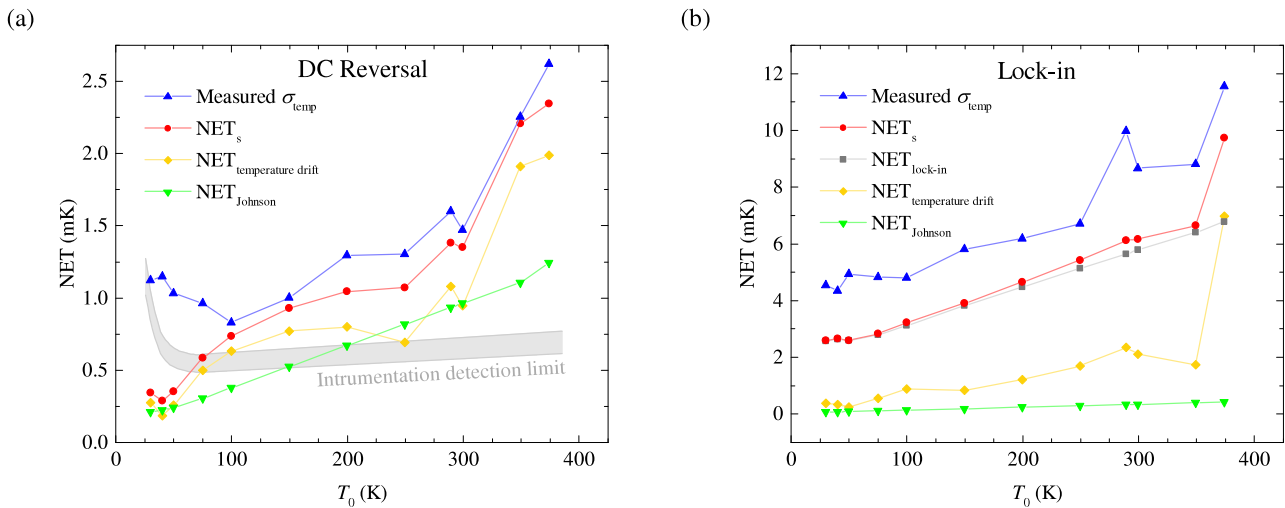 (a)
DC Reversal
Measured σtemp
NETs
NETtemperature drift
NETJohnson
Intrumentation detection limit
NET (mK)
2.5
2.0
1.5
1.0
0.5
0.0
0
100
200
300
400
T0 (K)
(b)
Lock-in
Measured σtemp
NETs
NETlock-in
NETtemperature drift
NETJohnson
NET (mK)
12
10
8
6
4
2
0
0
100
200
300
400
T0 (K)